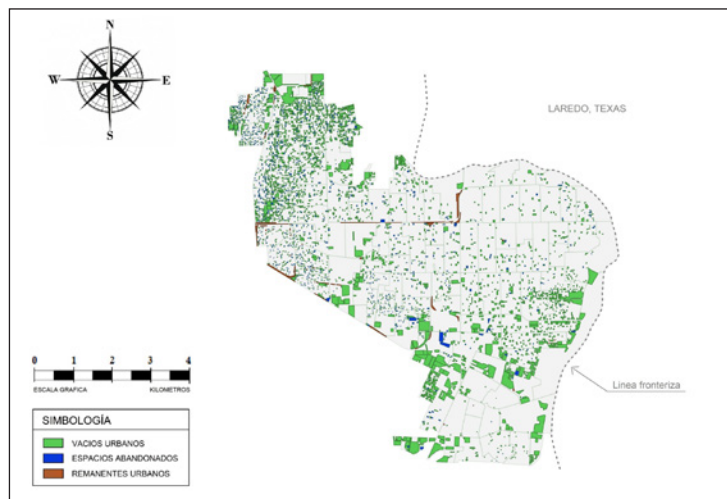 N
W E
S
LAREDO, TEXAS
0 1 2 3 4
ESCALA GRAFICA KILOMETROS
Linea fronteriza
SIMBOLOGÍA
VACIOS URBANOS
ESPACIOS ABANDONADOS
REMANENTES URBANOS